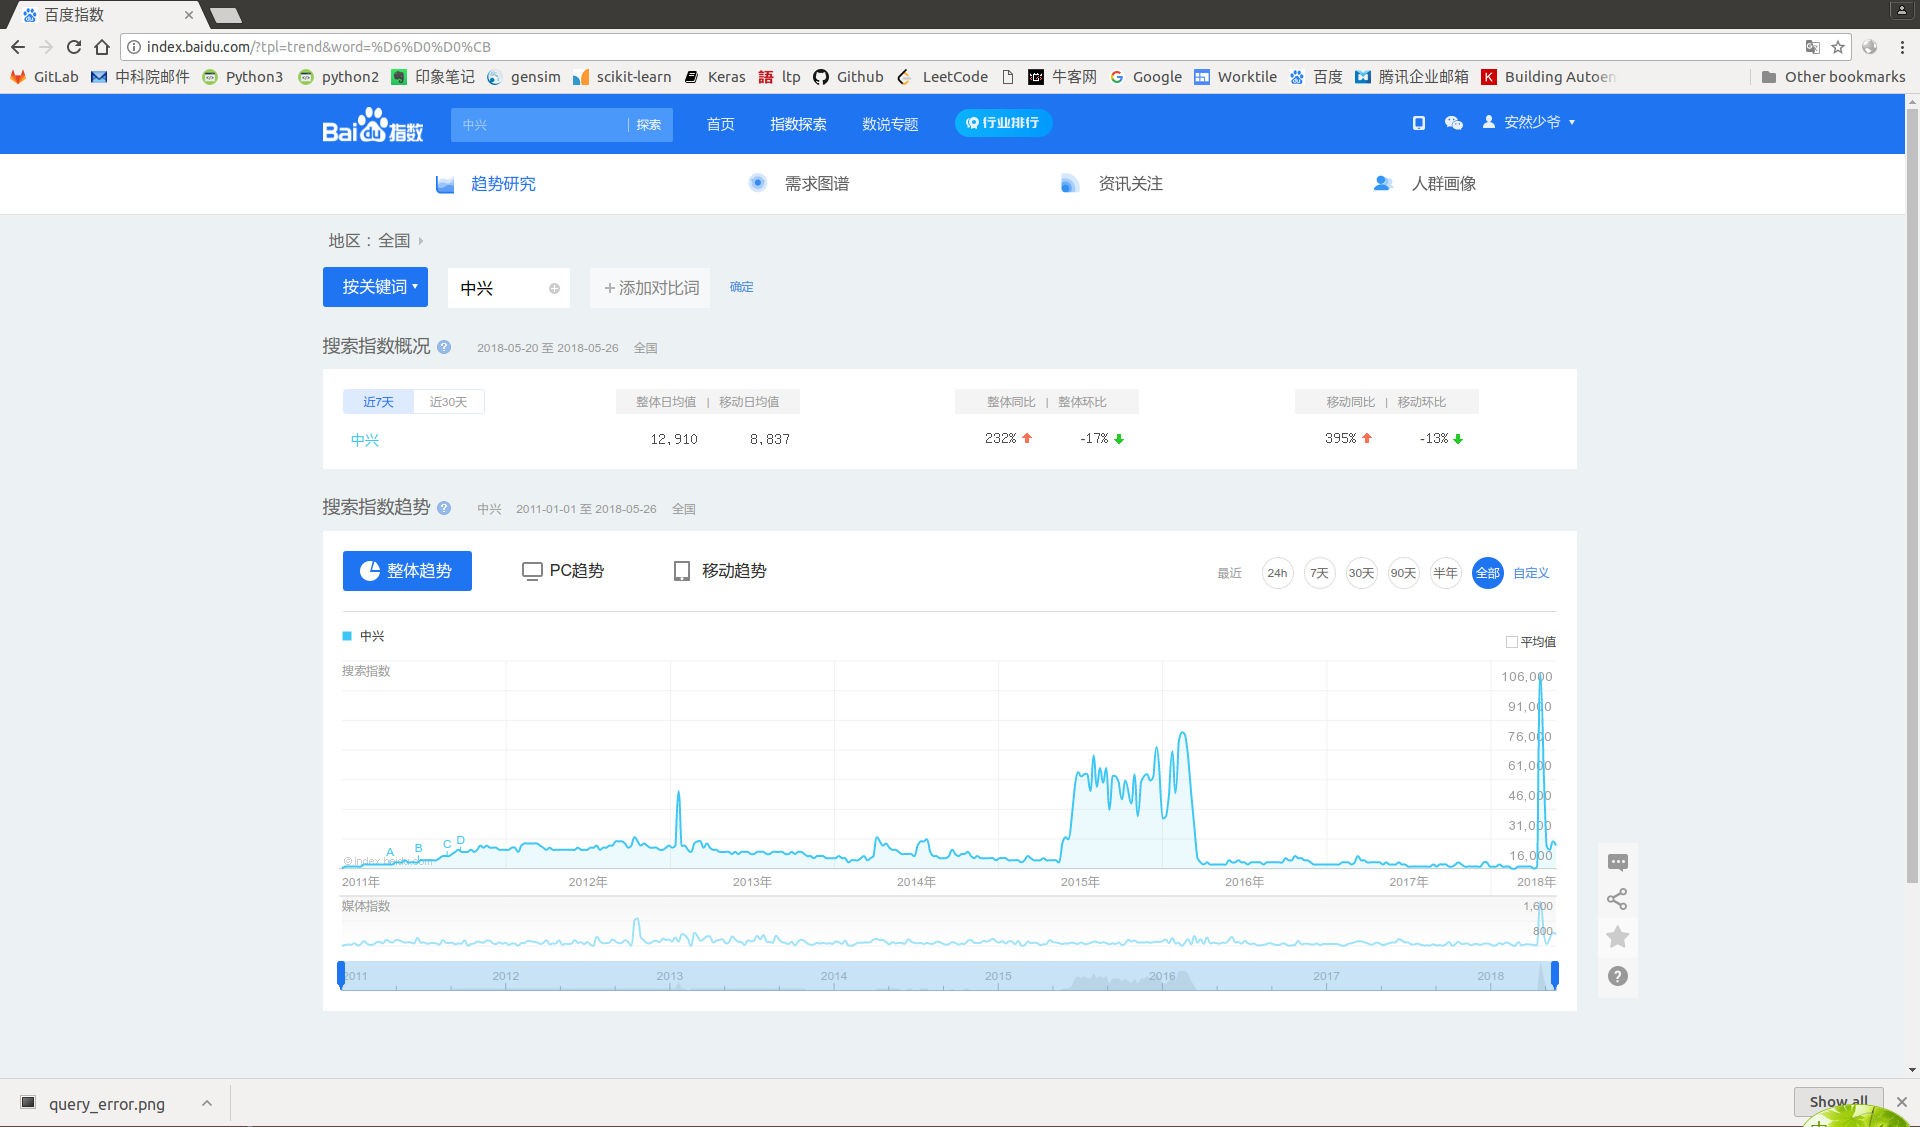 百度指数
index.baidu.com/?tpl=trend&word=%D6%D0%D0%CB
GitLab 中科院邮件 Python3 python2 印象笔记 gensim scikit-learn Keras ltp Github LeetCode 牛客网 Google Worktile 百度 腾讯企业邮箱 Building Autoen Other bookmarks
Baidu指数 中兴 探索 首页 指数探索 数说专题 行业排行 安然少爷
趋势研究 需求图谱 资讯关注 人群画像
地区： 全国
按关键词 中兴 +添加对比词 确定
搜索指数概况 ? 2018-05-20 至 2018-05-26 全国
近7天 近30天 整体日均值 | 移动日均值 整体同比 | 整体环比 移动同比 | 移动环比
中兴 12,910 8,837 232% -17% 395% -13%
搜索指数趋势 ? 中兴 2011-01-01 至 2018-05-26 全国
整体趋势 PC趋势 移动趋势 最近 24h 7天 30天 90天 半年 全部 自定义
中兴
平均值
搜索指数
106,000
91,000
76,000
61,000
46,000
31,000
16,000
A B C D
© index.baidu.com
2011年 2012年 2013年 2014年 2015年 2016年 2017年 2018年
媒体指数
1,600
800
2011 2012 2013 2014 2015 2016 2017 2018
query_error.png Show all
中